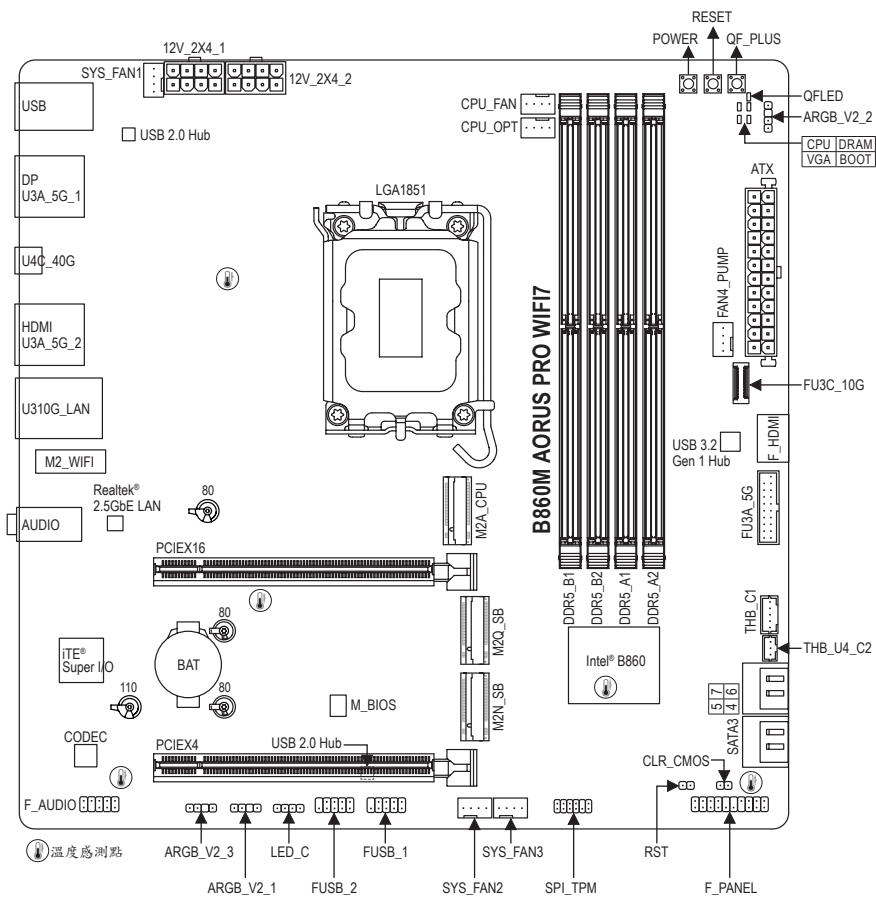 RESET
POWER QF_PLUS
12V_2X4_1
SYS_FAN1
12V_2X4_2
USB
USB 2.0 Hub
CPU_FAN
CPU_OPT
QFLED
ARGB_V2_2
CPU DRAM
VGA BOOT
DP
U3A_5G_1
LGA1851
ATX
U4C_40G
FAN4_PUMP
HDMI
U3A_5G_2
B860M AORUS PRO WIFI7
FU3C_10G
U310G_LAN
F_HDMI
USB 3.2
Gen 1 Hub
M2_WIFI
Realtek®
2.5GbE LAN
80
M2A_CPU
FU3A_5G
AUDIO
PCIEX16
DDR5_B1
DDR5_B2
DDR5_A1
DDR5_A2
THB_C1
80
M2Q_SB
iTE®
Super I/O
BAT
Intel® B860
THB_U4_C2
110
80
M_BIOS
M2N_SB
5 7
4 6
SATA3
CODEC
PCIEX4
USB 2.0 Hub
CLR_CMOS
F_AUDIO
溫度感測點
ARGB_V2_3
LED_C
FUSB_1
SYS_FAN3
RST
ARGB_V2_1
FUSB_2
SYS_FAN2
SPI_TPM
F_PANEL